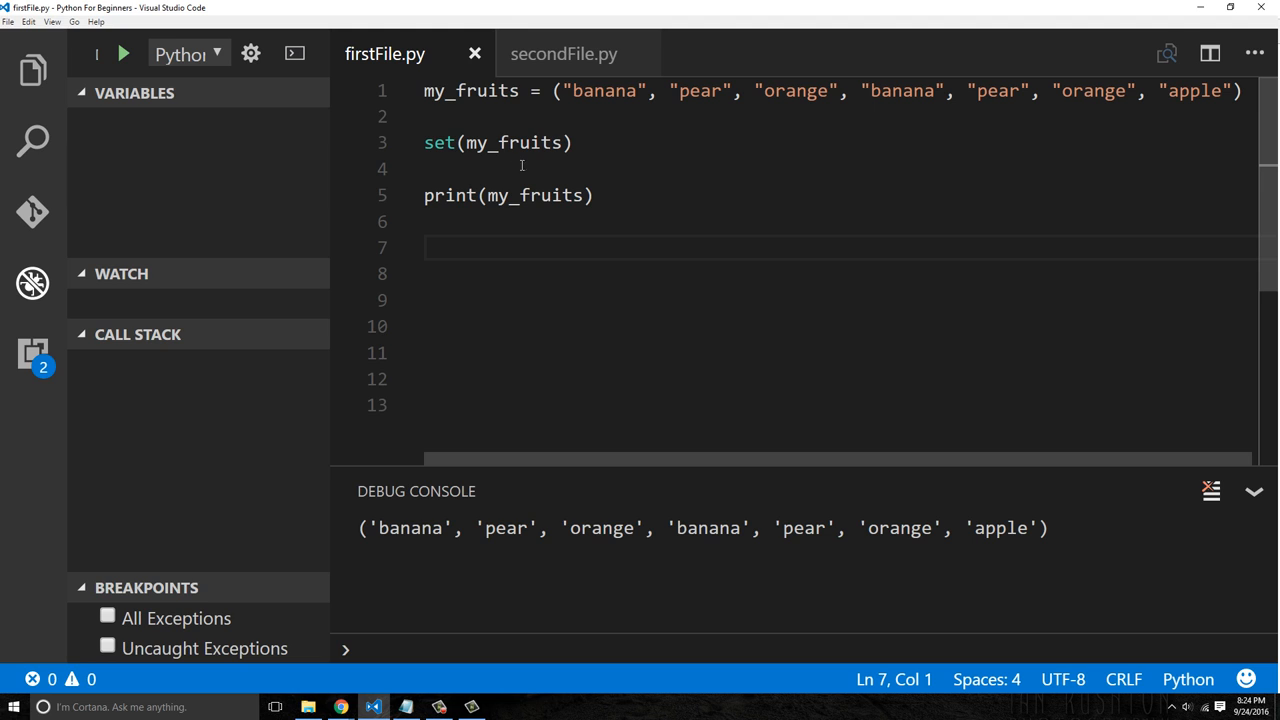 firstFile.py - Python For Beginners - Visual Studio Code
File Edit View Go Help
Python
firstFile.py
secondFile.py
VARIABLES
1 my_fruits = ("banana", "pear", "orange", "banana", "pear", "orange", "apple")
2
3 set(my_fruits)
4
5 print(my_fruits)
6
7
8
9
10
11
12
13
WATCH
CALL STACK
2
DEBUG CONSOLE
('banana', 'pear', 'orange', 'banana', 'pear', 'orange', 'apple')
BREAKPOINTS
All Exceptions
Uncaught Exceptions
0 0
Ln 7, Col 1 Spaces: 4 UTF-8 CRLF Python
I'm Cortana. Ask me anything.
8:24 PM
9/24/2016